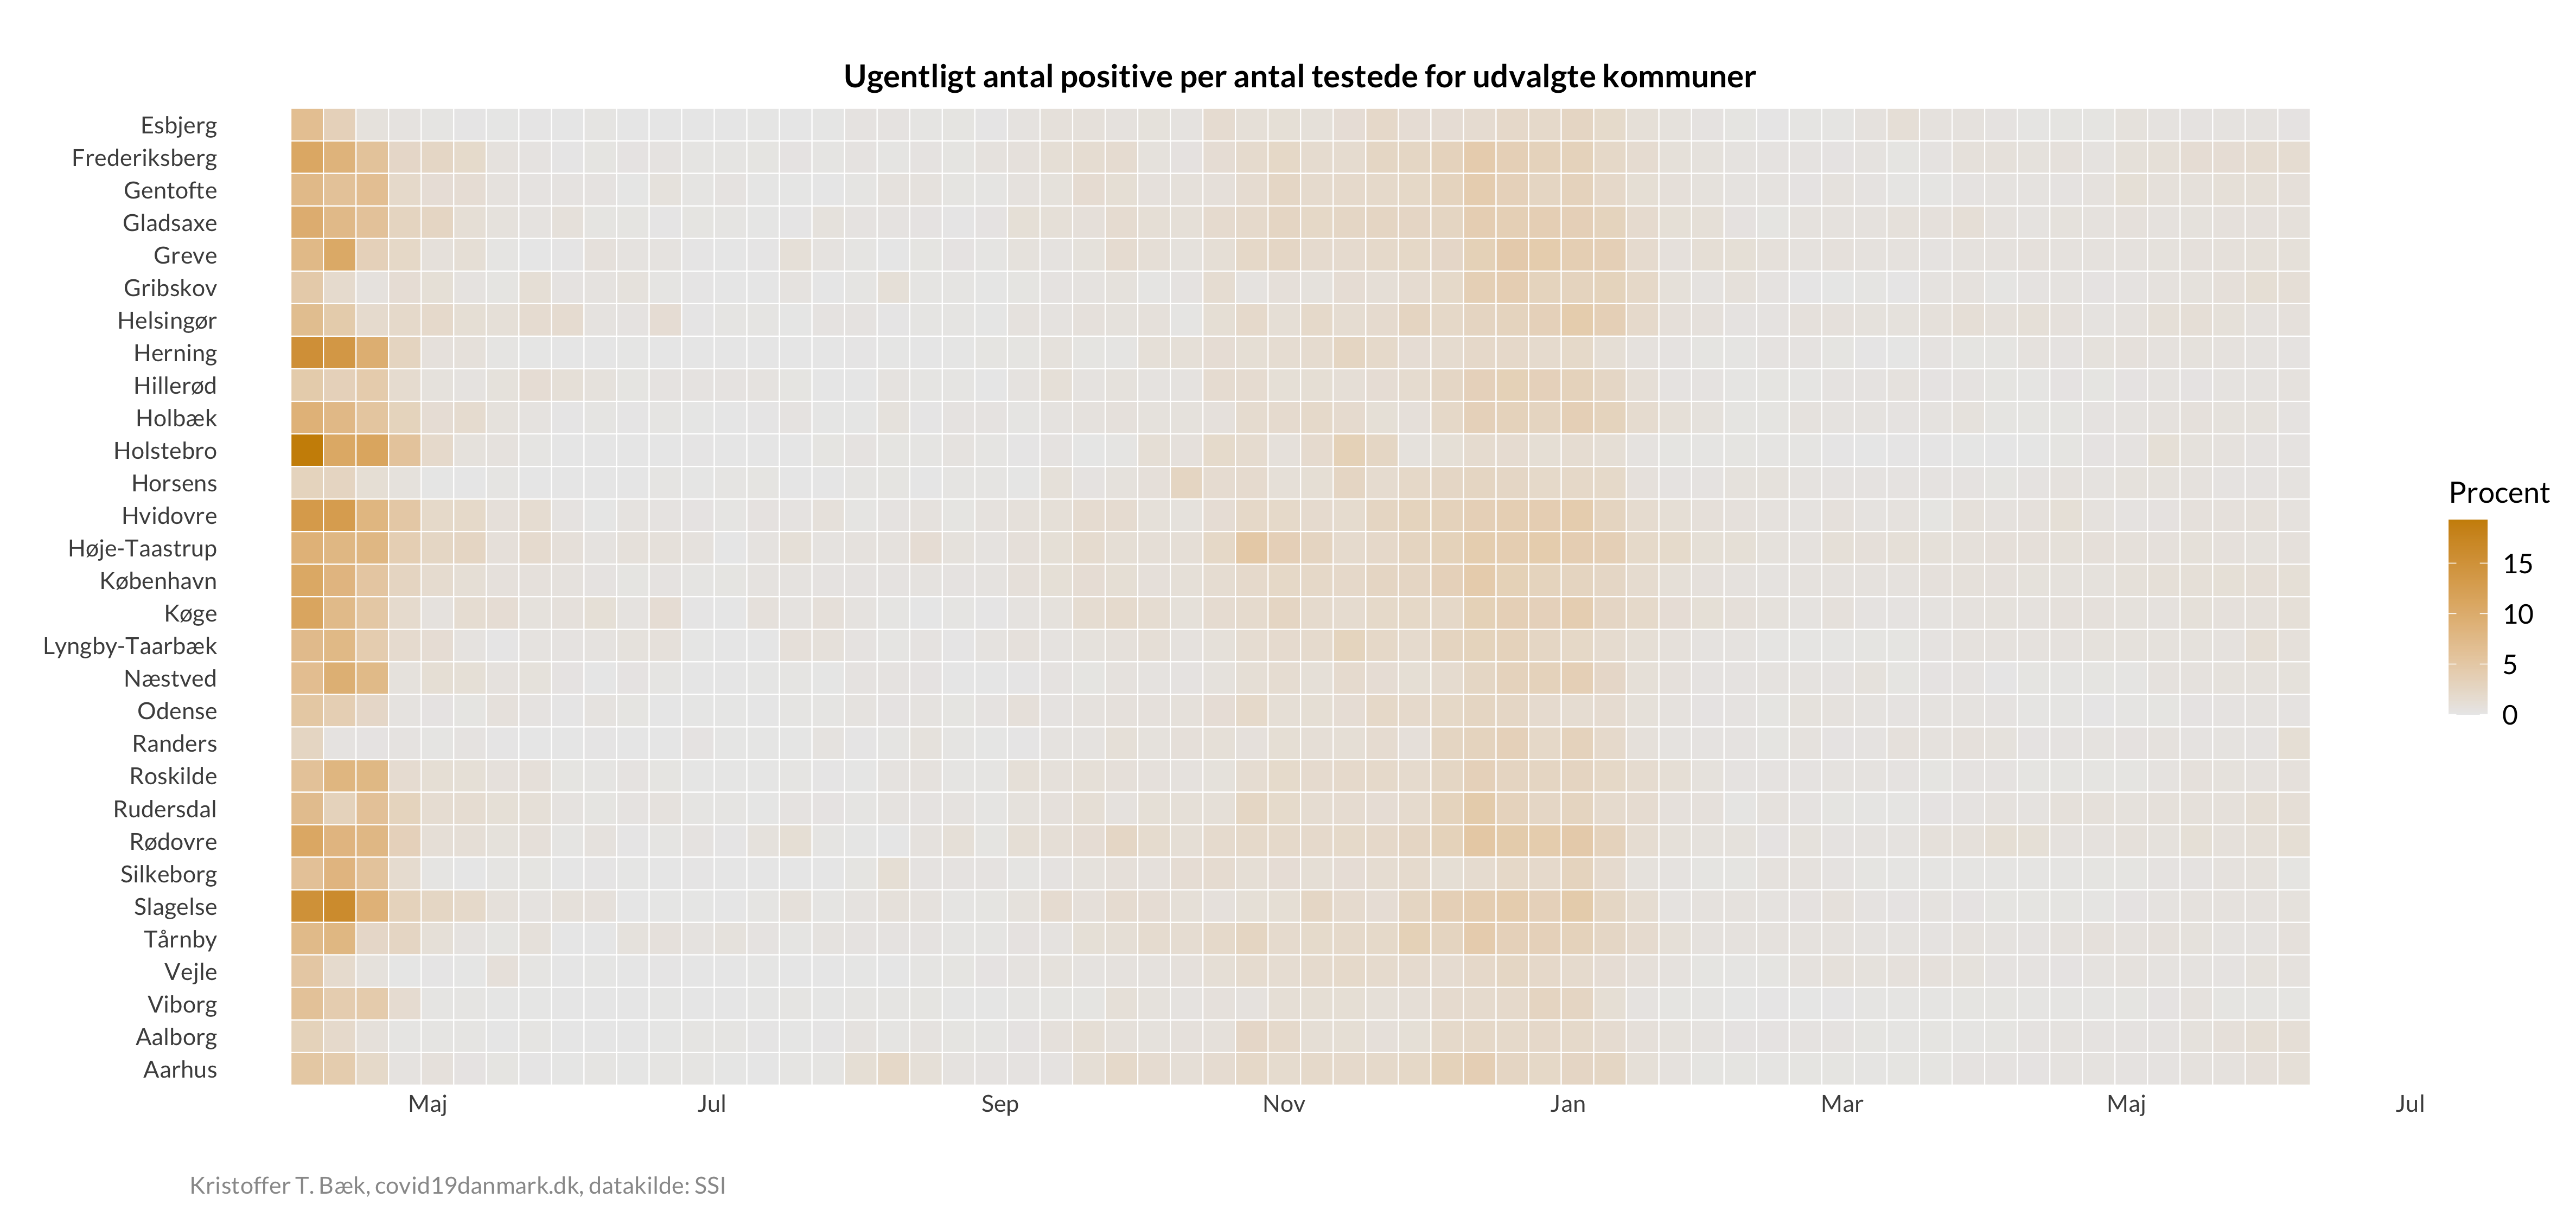 Ugentligt antal positive per antal testede for udvalgte kommuner
Esbjerg
Frederiksberg
Gentofte
Gladsaxe
Greve
Gribskov
Helsingør
Herning
Hillerød
Holbæk
Holstebro
Horsens
Hvidovre
Høje-Taastrup
København
Køge
Lyngby-Taarbæk
Næstved
Odense
Randers
Roskilde
Rudersdal
Rødovre
Silkeborg
Slagelse
Tårnby
Vejle
Viborg
Aalborg
Aarhus
Maj Jul Sep Nov Jan Mar Maj Jul
Procent
15
10
5
0
Kristoffer T. Bæk, covid19danmark.dk, datakilde: SSI